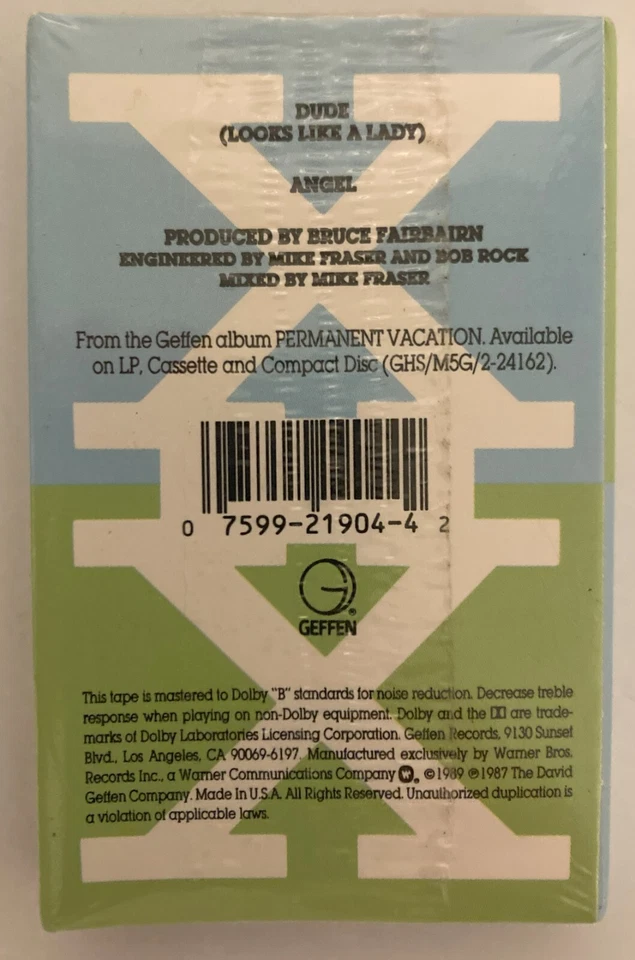 DUDE
(LOOKS LIKE A LADY)
ANGEL
PRODUCED BY BRUCE FAIRBAIRN
ENGINEERED BY MIKE FRASER AND BOB ROCK
MIXED BY MIKE FRASER
From the Geffen album PERMANENT VACATION. Available
on LP, Cassette and Compact Disc (GHS/M5G/2-24162).
0 7599-21904-4 2
G
®
GEFFEN
This tape is mastered to Dolby "B" standards for noise reduction. Decrease treble
response when playing on non-Dolby equipment. Dolby and the are trade-
marks of Dolby Laboratories Licensing Corporation. Geffen Records, 9130 Sunset
Blvd., Los Angeles, CA 90069-6197. Manufactured exclusively by Warner Bros.
Records Inc., a Warner Communications Company W. ©1989 ℗1987 The David
Geffen Company. Made In U.S.A. All Rights Reserved. Unauthorized duplication is
a violation of applicable laws.